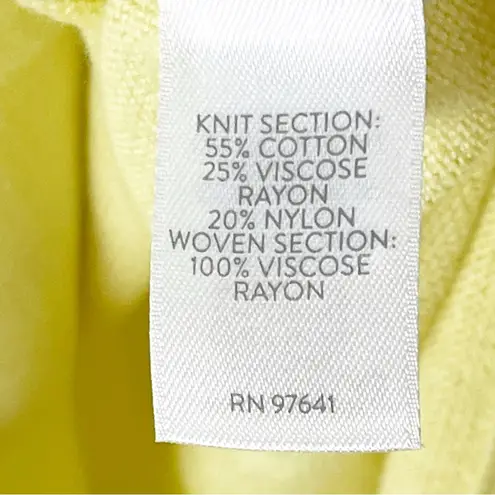 KNIT SECTION:
55% COTTON
25% VISCOSE
RAYON
20% NYLON
WOVEN SECTION:
100% VISCOSE
RAYON
RN 97641